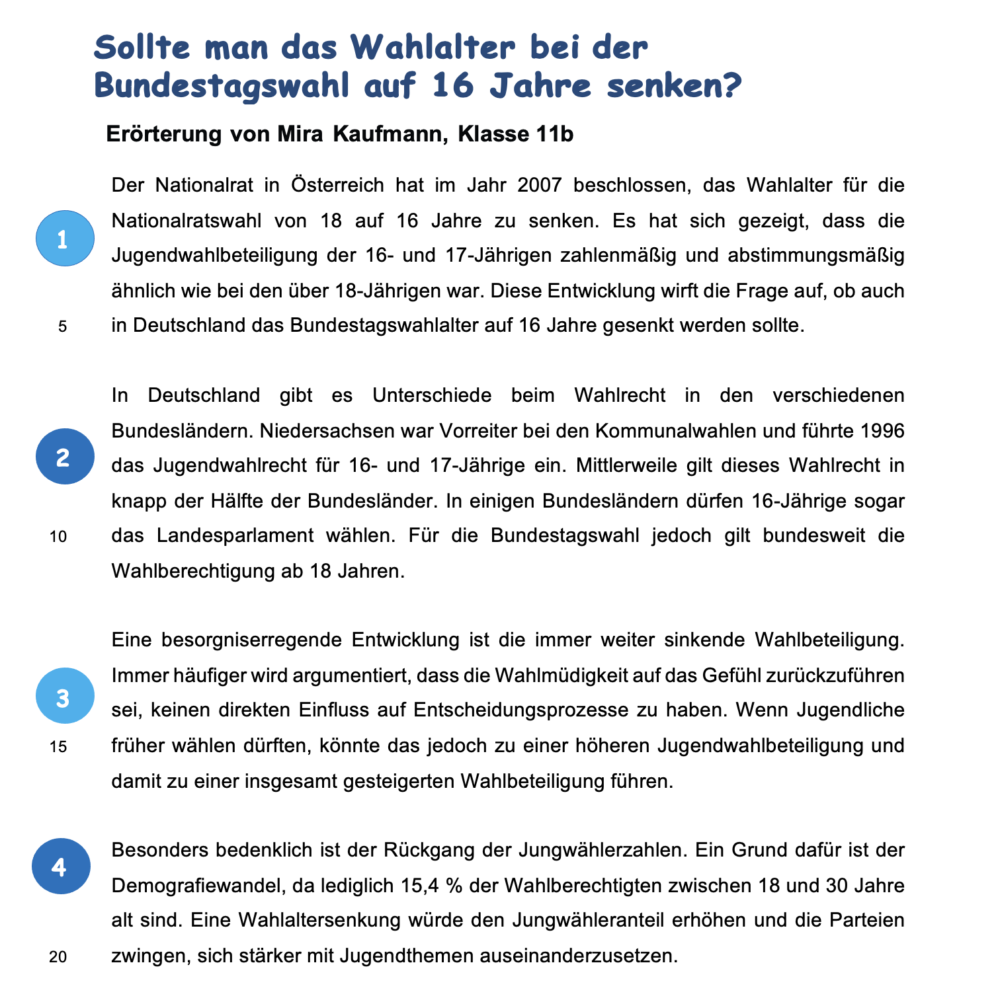 Sollte man das Wahlalter bei der
Bundestagswahl auf 16 Jahre senken?
Erörterung von Mira Kaufmann, Klasse 11b
Der Nationalrat in Österreich hat im Jahr 2007 beschlossen, das Wahlalter für die
Nationalratswahl von 18 auf 16 Jahre zu senken. Es hat sich gezeigt, dass die
1
Jugendwahlbeteiligung der 16- und 17-Jährigen zahlenmäßig und abstimmungsmäßig
ähnlich wie bei den über 18-Jährigen war. Diese Entwicklung wirft die Frage auf, ob auch
5 in Deutschland das Bundestagswahlalter auf 16 Jahre gesenkt werden sollte.
In Deutschland gibt es Unterschiede beim Wahlrecht in den verschiedenen
Bundesländern. Niedersachsen war Vorreiter bei den Kommunalwahlen und führte 1996
2
das Jugendwahlrecht für 16- und 17-Jährige ein. Mittlerweile gilt dieses Wahlrecht in
knapp der Hälfte der Bundesländer. In einigen Bundesländern dürfen 16-Jährige sogar
10 das Landesparlament wählen. Für die Bundestagswahl jedoch gilt bundesweit die
Wahlberechtigung ab 18 Jahren.
Eine besorgniserregende Entwicklung ist die immer weiter sinkende Wahlbeteiligung.
Immer häufiger wird argumentiert, dass die Wahlmüdigkeit auf das Gefühl zurückzuführen
3
sei, keinen direkten Einfluss auf Entscheidungsprozesse zu haben. Wenn Jugendliche
15 früher wählen dürften, könnte das jedoch zu einer höheren Jugendwahlbeteiligung und
damit zu einer insgesamt gesteigerten Wahlbeteiligung führen.
Besonders bedenklich ist der Rückgang der Jungwählerzahlen. Ein Grund dafür ist der
4
Demografiewandel, da lediglich 15,4 % der Wahlberechtigten zwischen 18 und 30 Jahre
alt sind. Eine Wahlaltersenkung würde den Jungwähleranteil erhöhen und die Parteien
20 zwingen, sich stärker mit Jugendthemen auseinanderzusetzen.